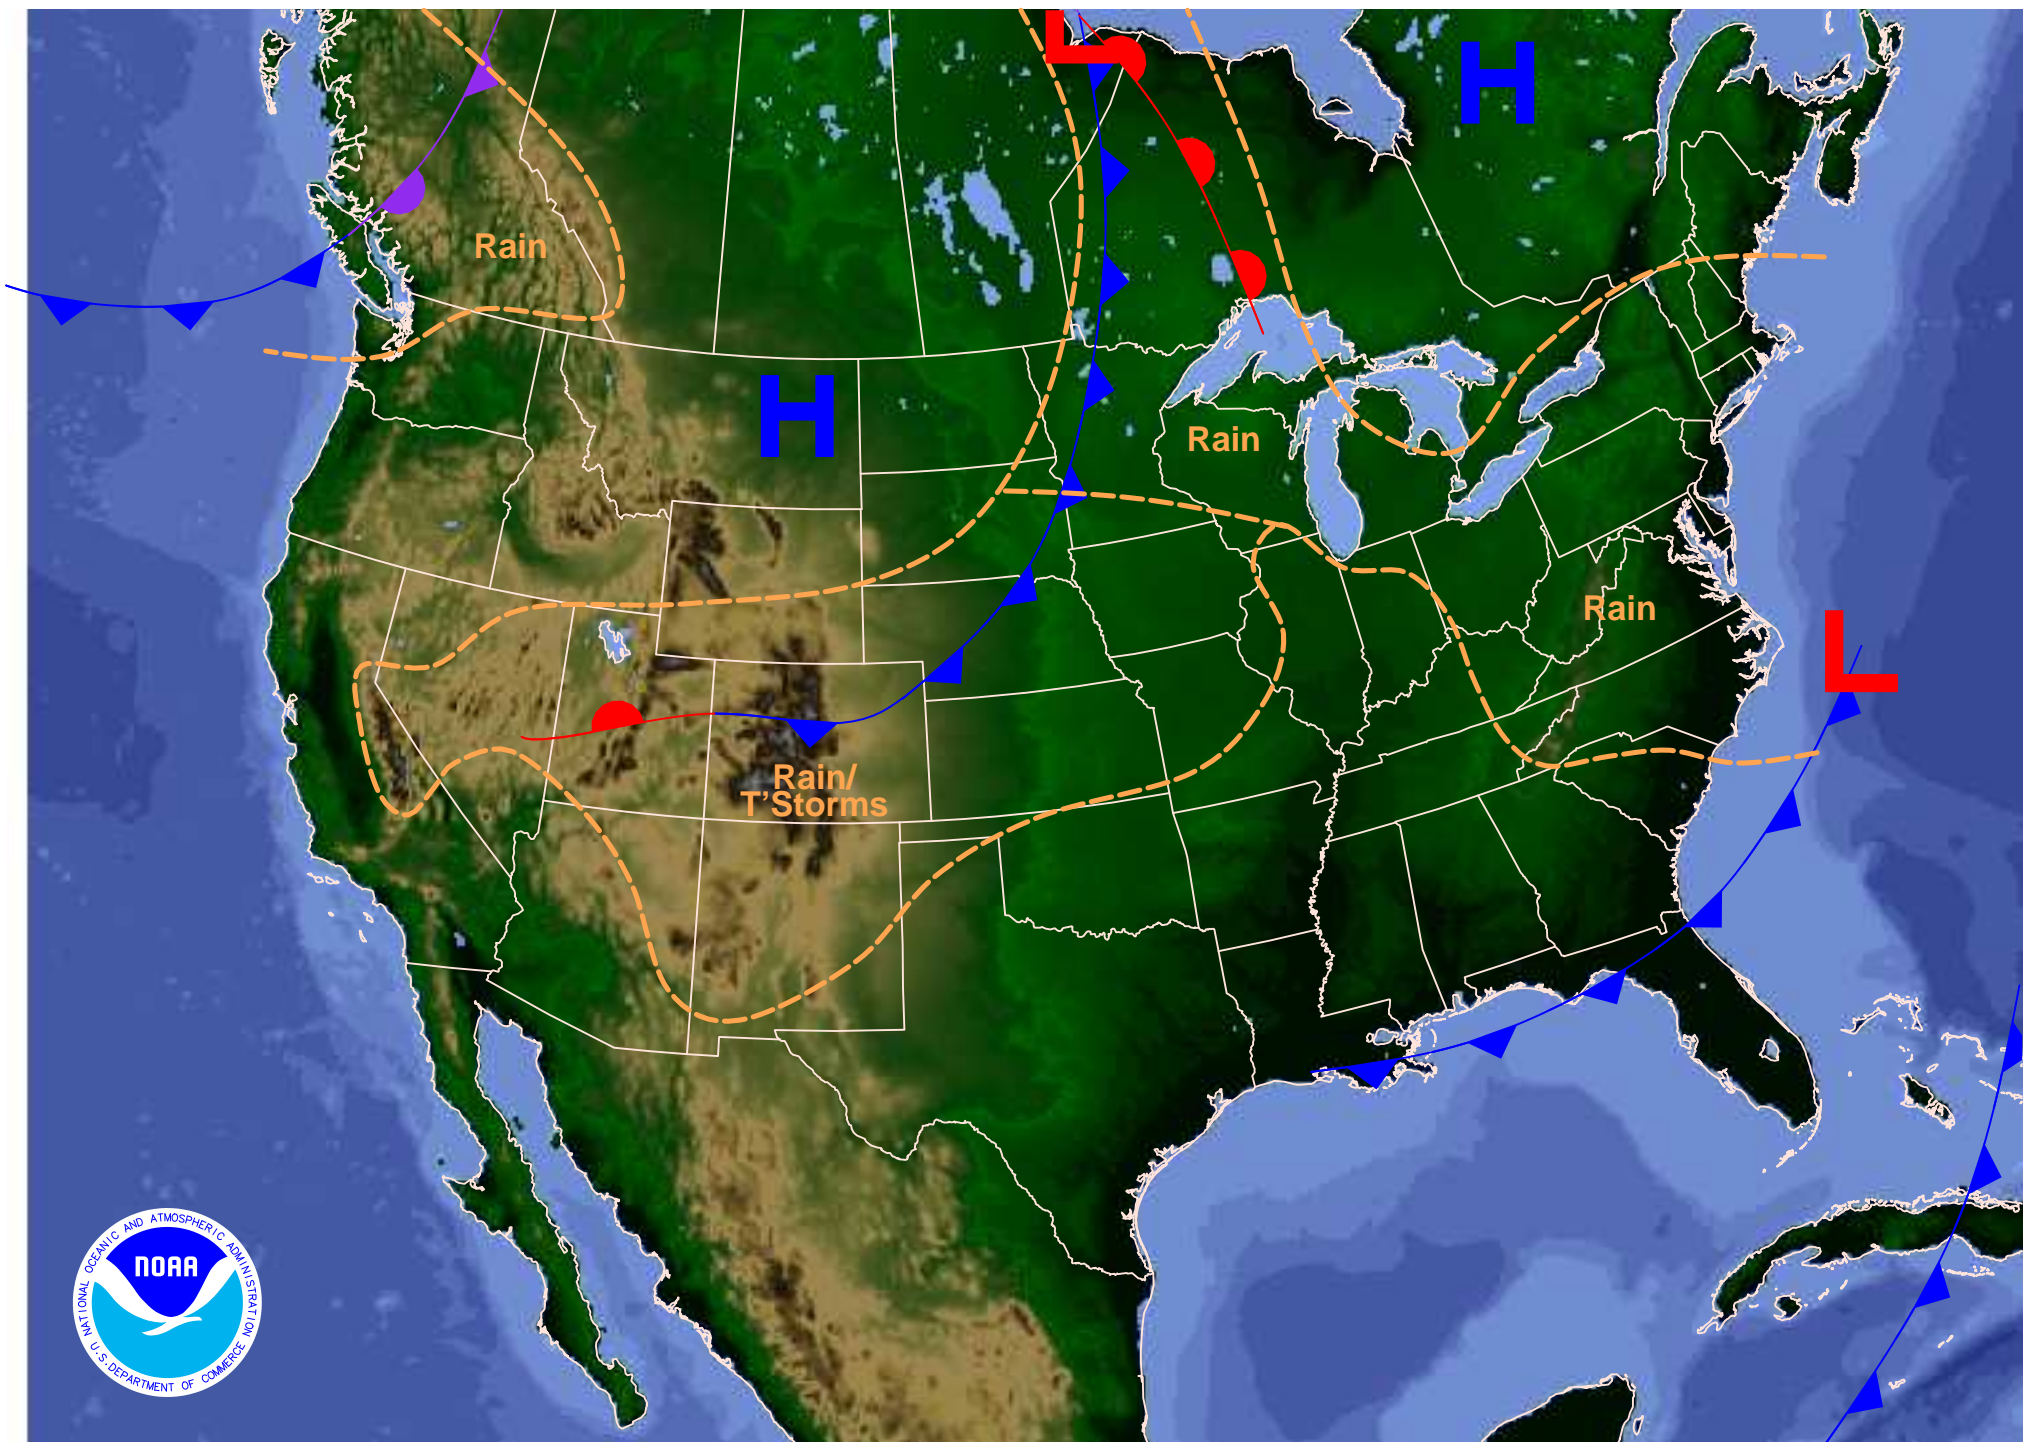 L
H
Rain
H
Rain
Rain
L
Rain/
T'Storms
NATIONAL OCEANIC AND ATMOSPHERIC ADMINISTRATION
NOAA
U.S. DEPARTMENT OF COMMERCE